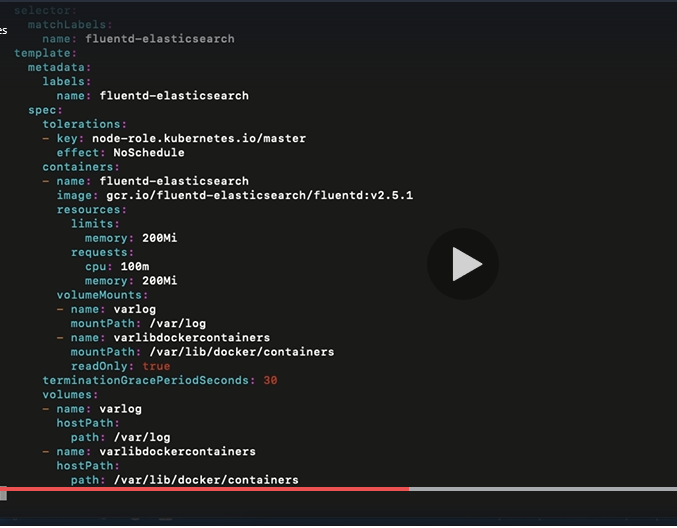 selector:
es
matchLabels:
name: fluentd-elasticsearch
template:
metadata:
labels:
name: fluentd-elasticsearch
spec:
tolerations:
- key: node-role.kubernetes.io/master
effect: NoSchedule
containers:
- name: fluentd-elasticsearch
image: gcr.io/fluentd-elasticsearch/fluentd:v2.5.1
resources:
limits:
memory: 200Mi
requests:
cpu: 100m
memory: 200Mi
volumeMounts:
- name: varlog
mountPath: /var/log
- name: varlibdockercontainers
mountPath: /var/lib/docker/containers
readOnly: true
terminationGracePeriodSeconds: 30
volumes:
- name: varlog
hostPath:
path: /var/log
- name: varlibdockercontainers
hostPath:
path: /var/lib/docker/containers